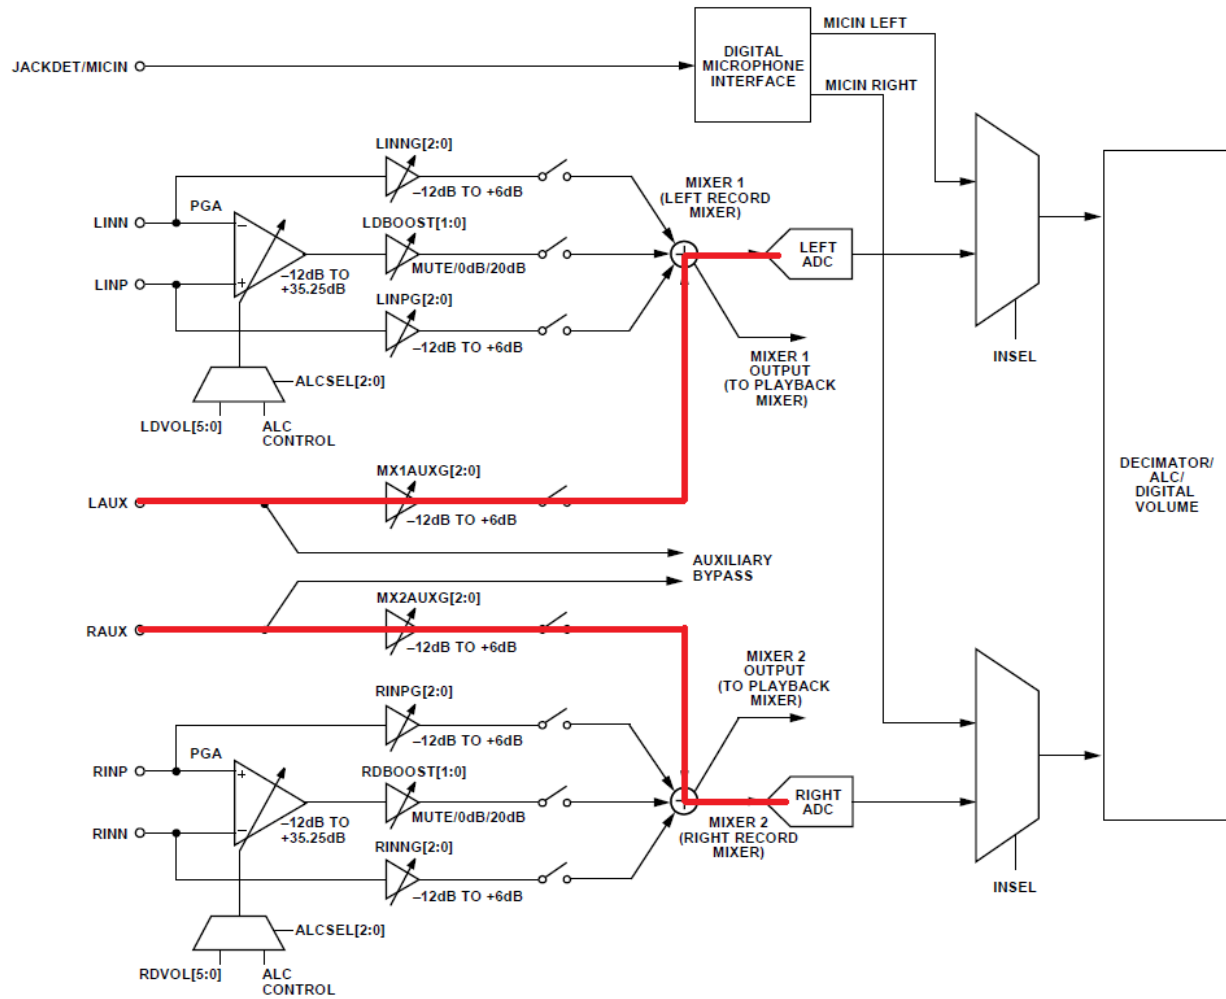 MICIN LEFT
JACKDET/MICIN
DIGITAL
MICROPHONE
INTERFACE
MICIN RIGHT
LINNG[2:0]
–12dB TO +6dB
MIXER 1
(LEFT RECORD
MIXER)
LINN
PGA
–
LDBOOST[1:0]
MUTE/0dB/20dB
LEFT
ADC
LINP
+
–12dB TO
+35.25dB
LINPG[2:0]
–12dB TO +6dB
MIXER 1
OUTPUT
(TO PLAYBACK
MIXER)
INSEL
ALCSEL[2:0]
LDVOL[5:0]
ALC
CONTROL
MX1AUXG[2:0]
LAUX
–12dB TO +6dB
DECIMATOR/
ALC/
DIGITAL
VOLUME
AUXILIARY
BYPASS
MX2AUXG[2:0]
RAUX
–12dB TO +6dB
MIXER 2
OUTPUT
(TO PLAYBACK
MIXER)
RINPG[2:0]
–12dB TO +6dB
PGA
RINP
+
RDBOOST[1:0]
MUTE/0dB/20dB
RIGHT
ADC
RINN
–
–12dB TO
+35.25dB
MIXER 2
(RIGHT RECORD
MIXER)
RINNG[2:0]
–12dB TO +6dB
INSEL
ALCSEL[2:0]
RDVOL[5:0]
ALC
CONTROL